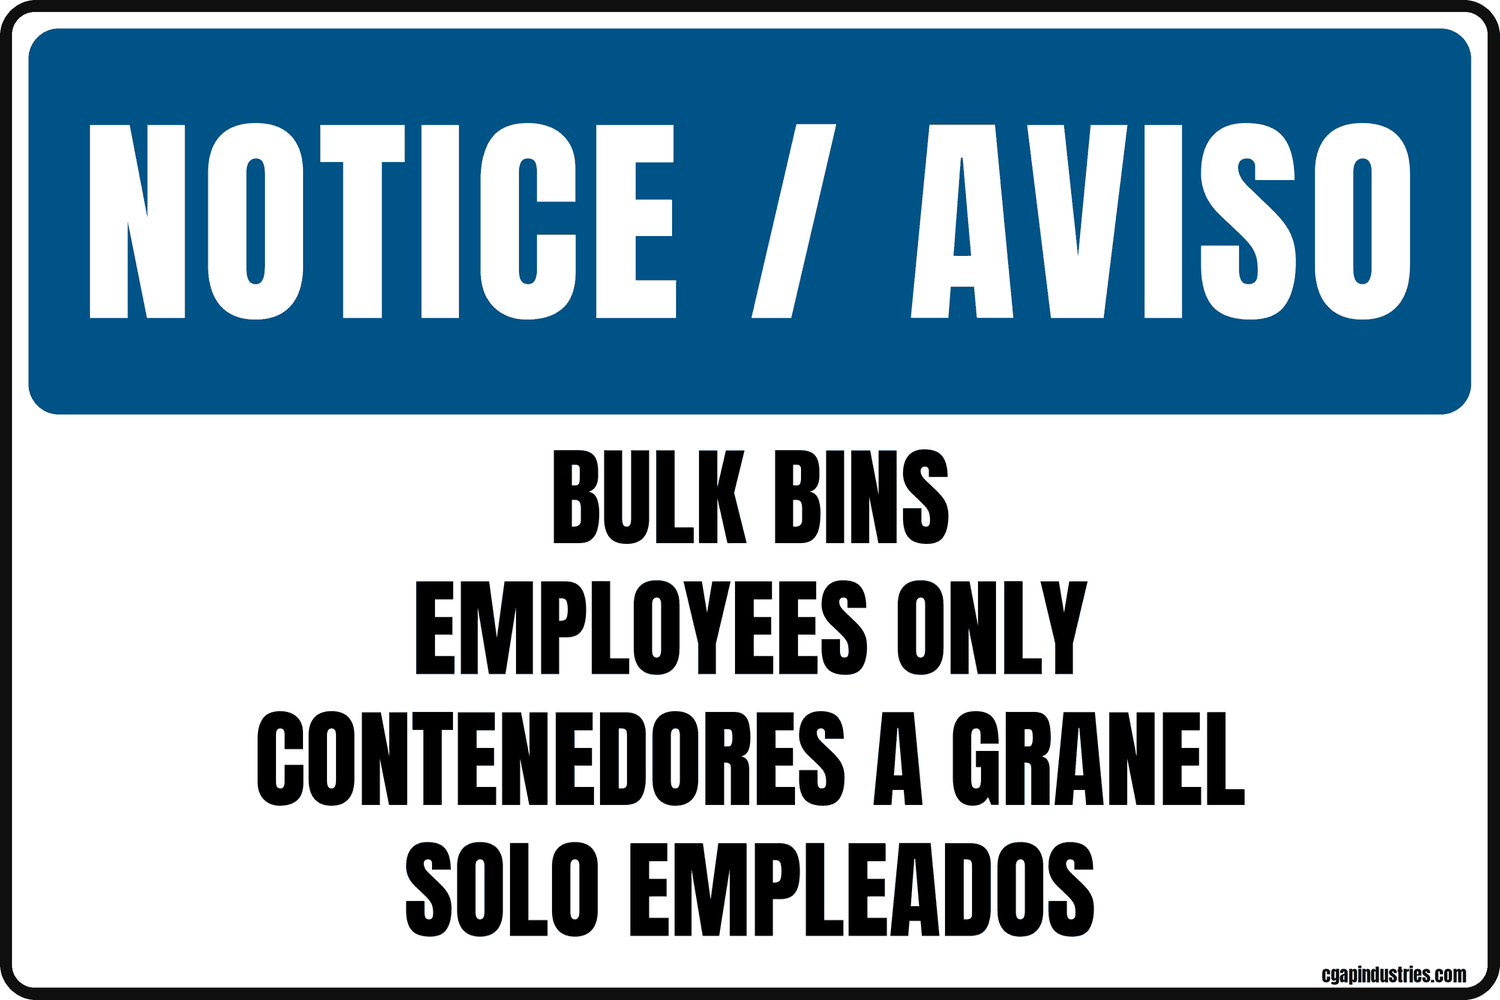 NOTICE / AVISO
BULK BINS
EMPLOYEES ONLY
CONTENEDORES A GRANEL
SOLO EMPLEADOS
cgapindustries.com